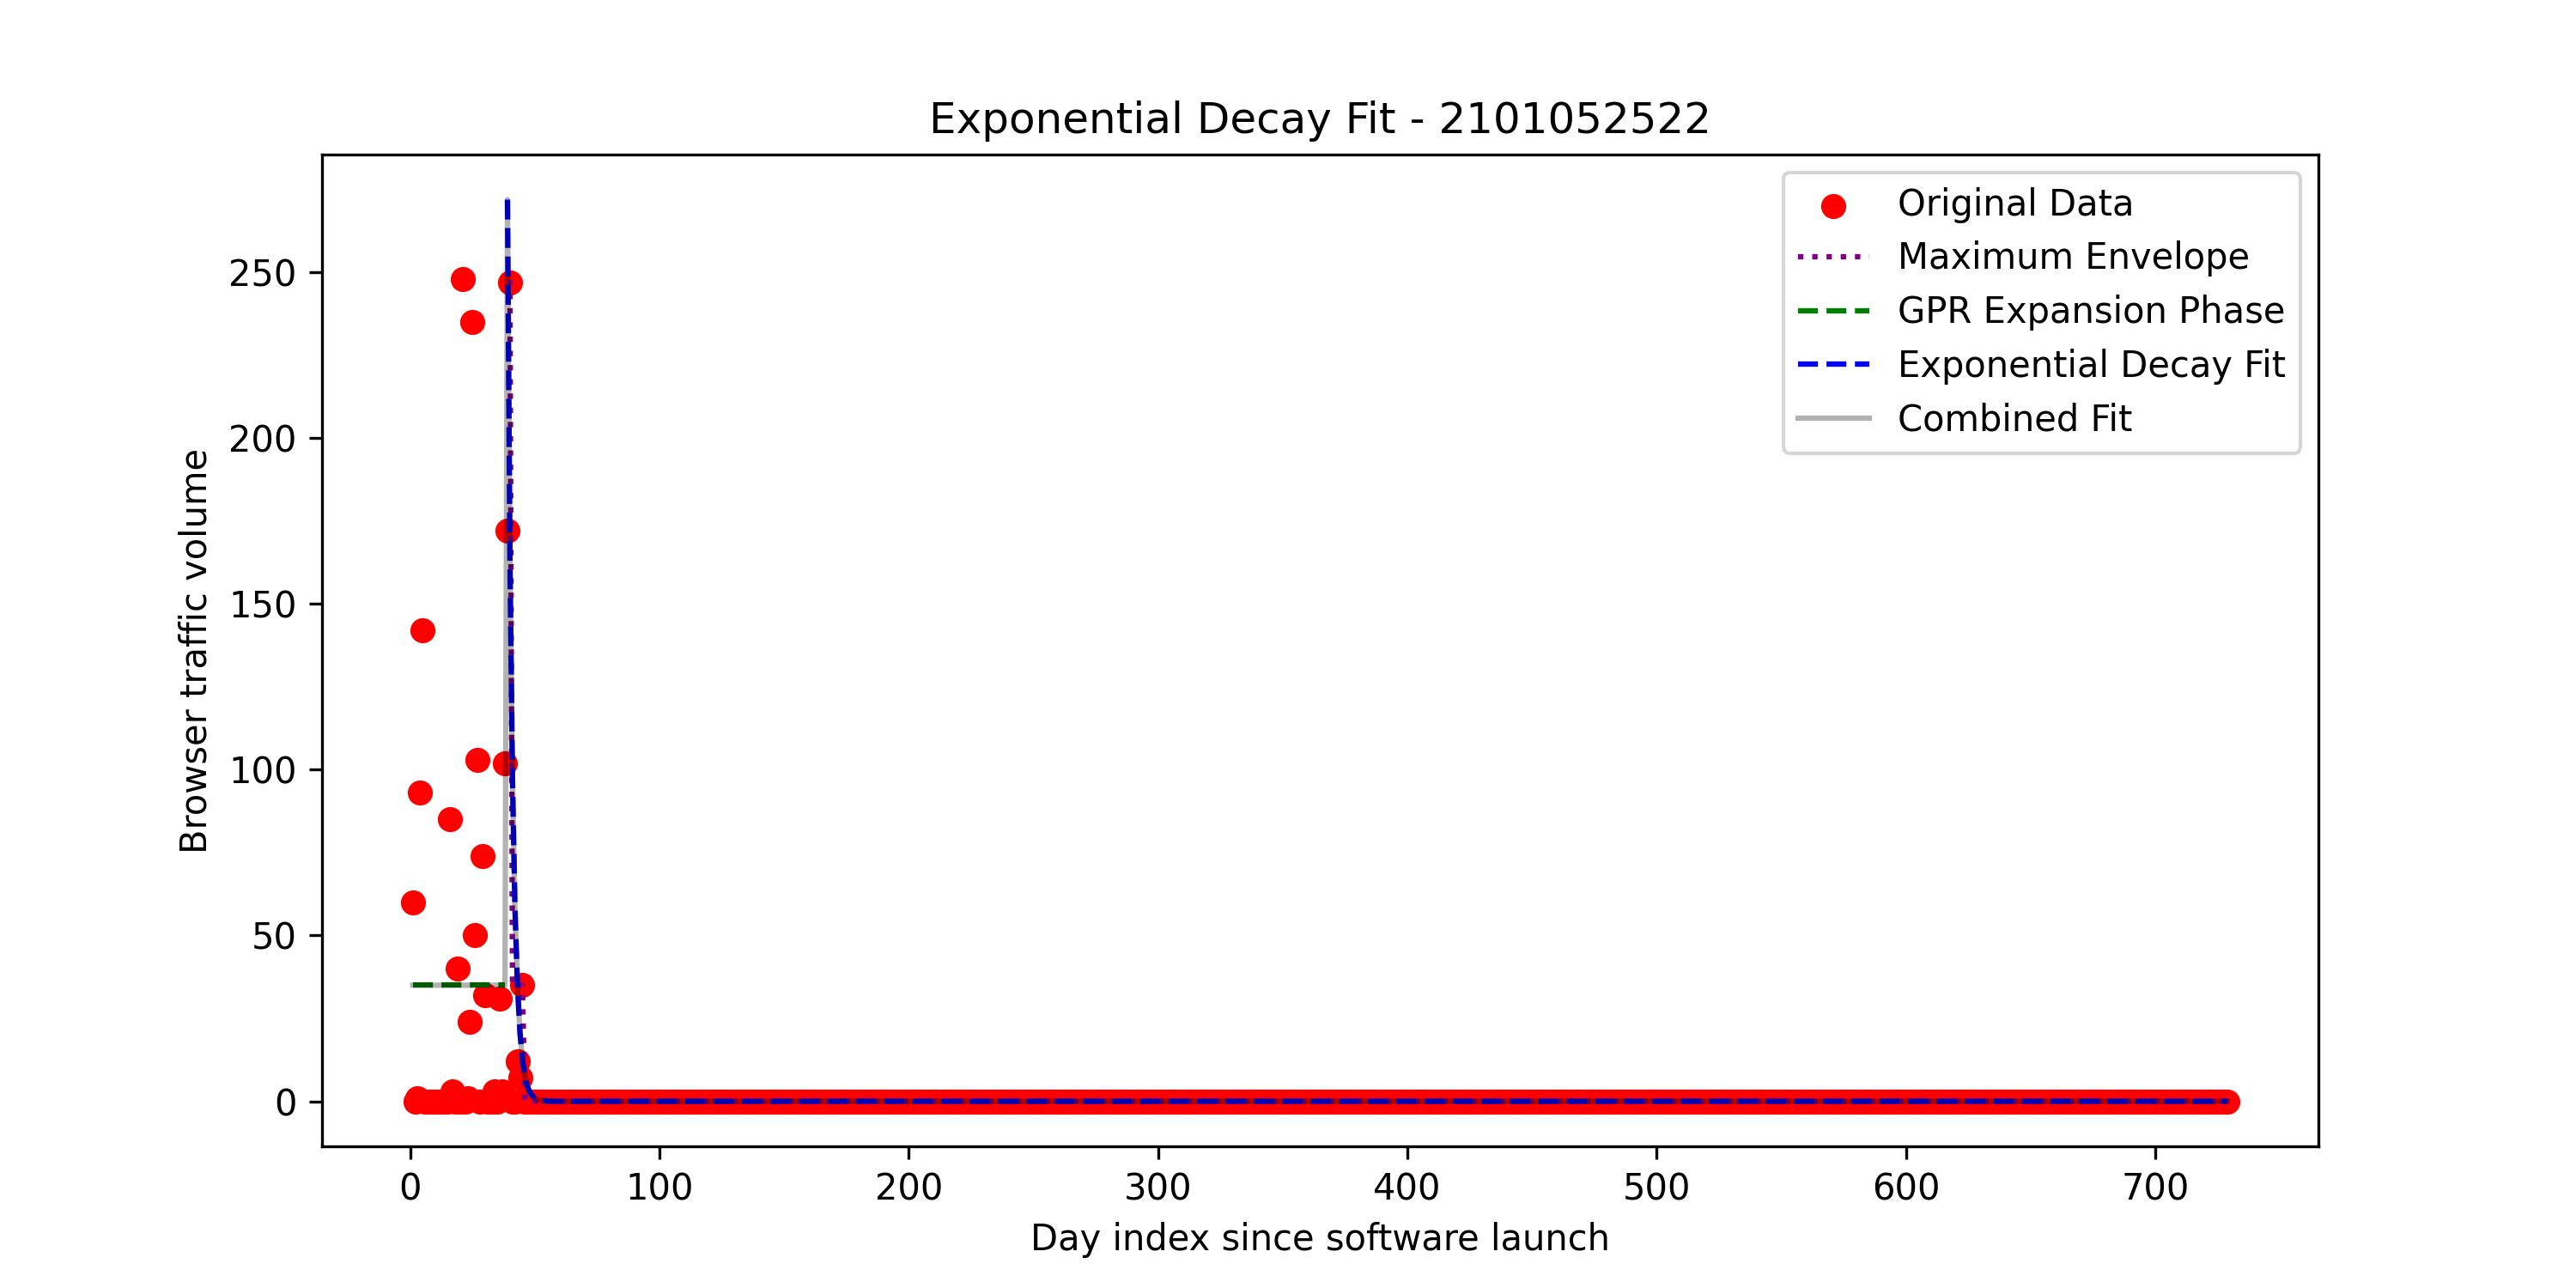 Exponential Decay Fit - 2101052522
Original Data
Maximum Envelope
GPR Expansion Phase
Exponential Decay Fit
Combined Fit
Browser traffic volume
250
200
150
100
50
0
0 100 200 300 400 500 600 700
Day index since software launch